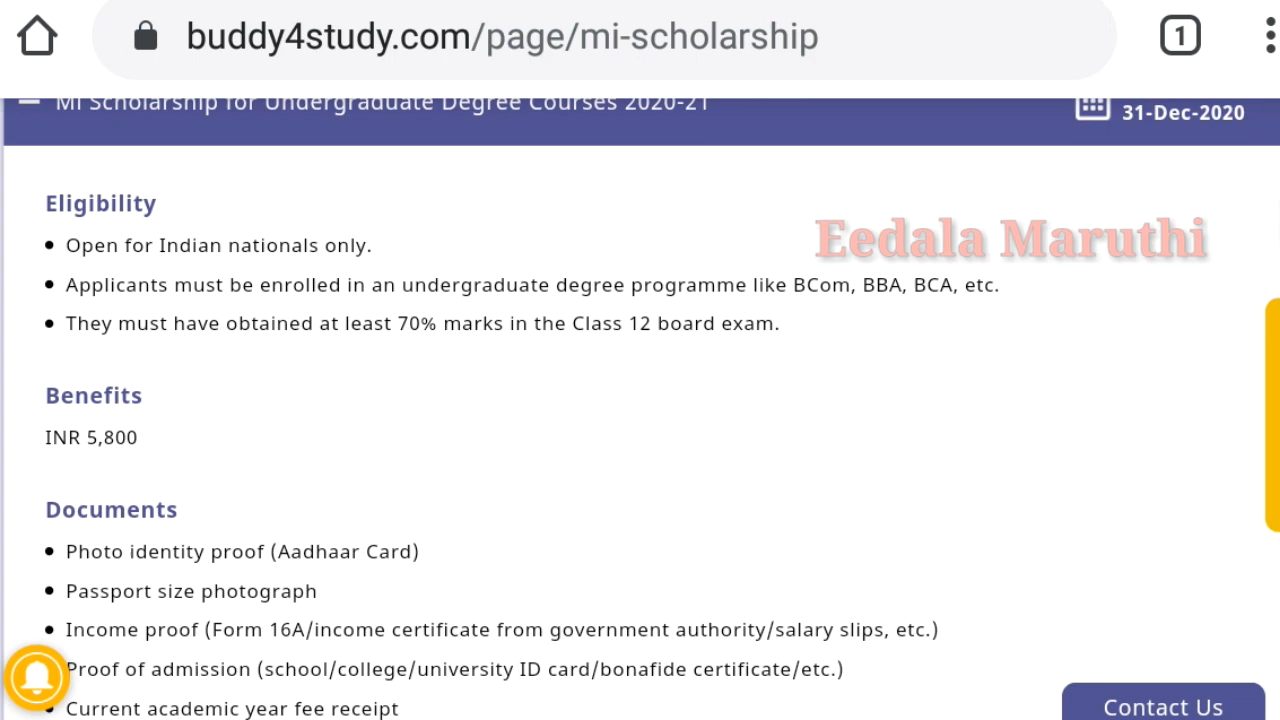 buddy4study.com/page/mi-scholarship
1
Mi Scholarship for Undergraduate Degree Courses 2020-21
31-Dec-2020
Eligibility
Eedala Maruthi
• Open for Indian nationals only.
• Applicants must be enrolled in an undergraduate degree programme like BCom, BBA, BCA, etc.
• They must have obtained at least 70% marks in the Class 12 board exam.
Benefits
INR 5,800
Documents
• Photo identity proof (Aadhaar Card)
• Passport size photograph
• Income proof (Form 16A/income certificate from government authority/salary slips, etc.)
Proof of admission (school/college/university ID card/bonafide certificate/etc.)
• Current academic year fee receipt
Contact Us